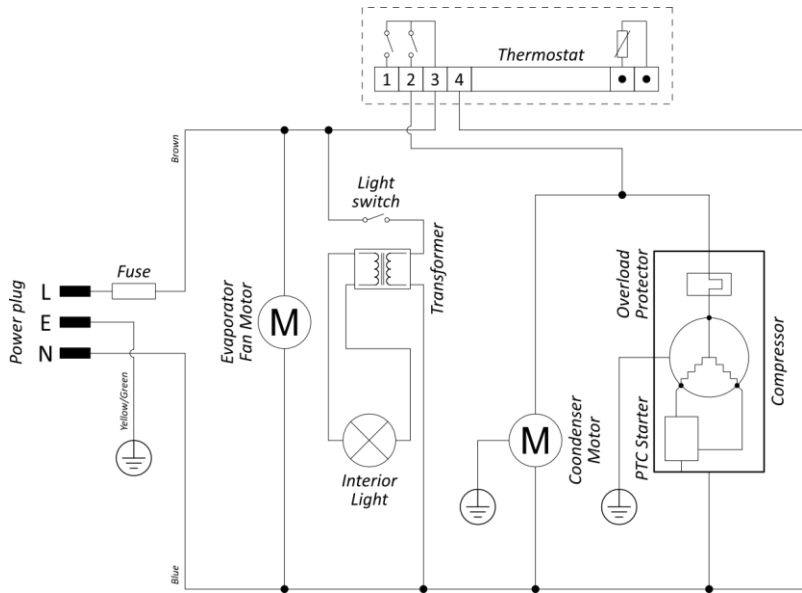 Thermostat
1 2 3 4
Brown
Light
switch
Transformer
Fuse
Power plug
L
E
N
Yellow/Green
Blue
M
Evaporator
Fan Motor
Interior
Light
M
Coondenser
Motor
Overload
Protector
Compressor
PTC Starter